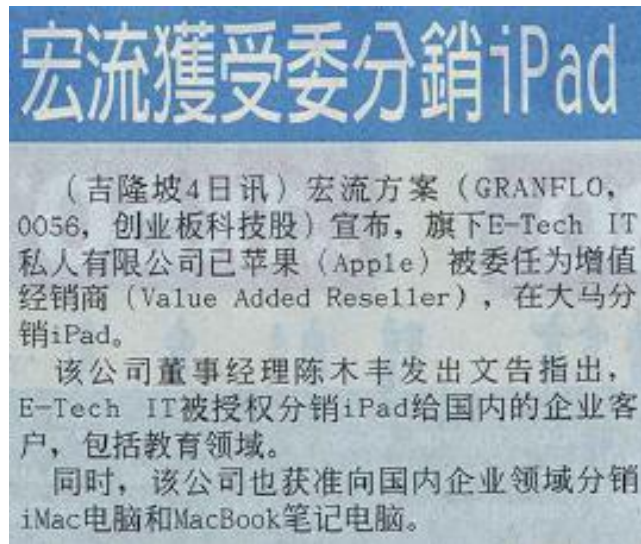 宏流獲受委分銷iPad
（吉隆坡4日讯）宏流方案（GRANFLO，
0056，创业板科技股）宣布，旗下E-Tech IT
私人有限公司已苹果（Apple）被委任为增值
经销商（Value Added Reseller），在大马分
销iPad。
该公司董事经理陈木丰发出文告指出，
E-Tech IT被授权分销iPad给国内的企业客
户，包括教育领域。
同时，该公司也获准向国内企业领域分销
iMac电脑和MacBook笔记电脑。